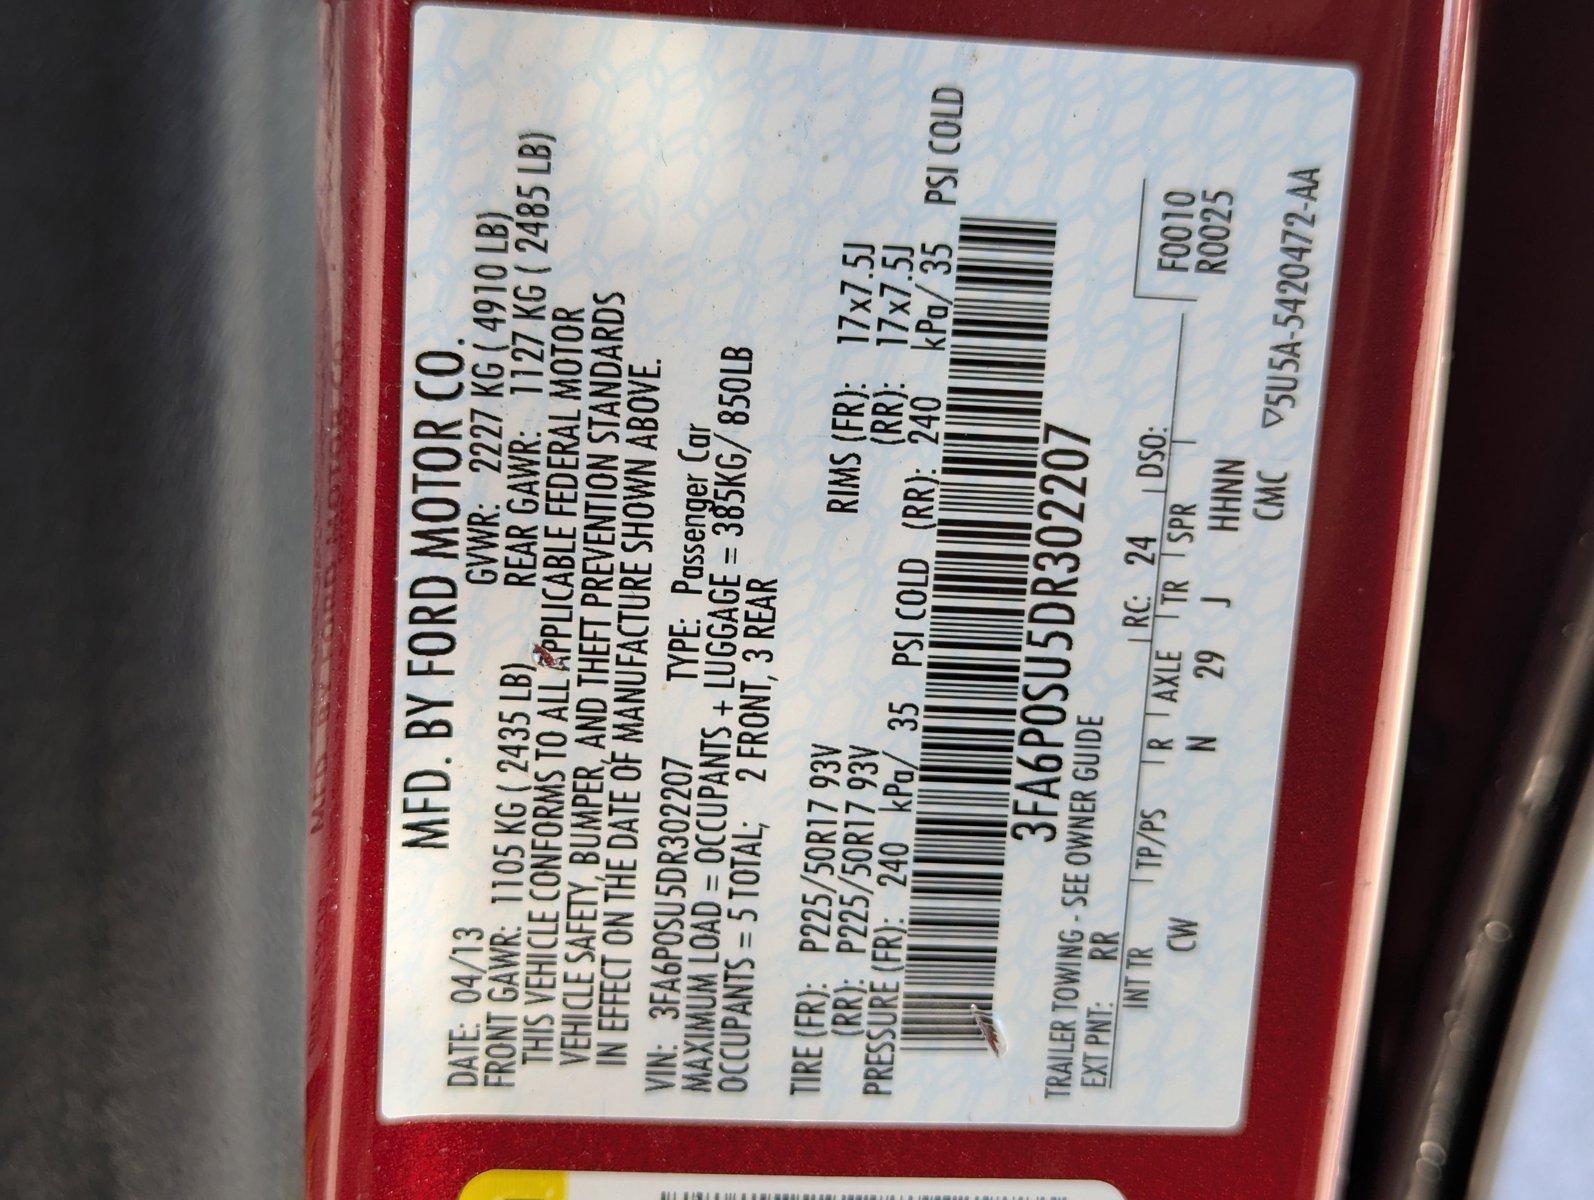 MFD. BY FORD MOTOR CO.
DATE: 04/13 GVWR: 2227 KG ( 4910 LB)
FRONT GAWR: 1105 KG ( 2435 LB) REAR GAWR: 1127 KG ( 2485 LB)
THIS VEHICLE CONFORMS TO ALL APPLICABLE FEDERAL MOTOR
VEHICLE SAFETY, BUMPER, AND THEFT PREVENTION STANDARDS
IN EFFECT ON THE DATE OF MANUFACTURE SHOWN ABOVE.
VIN: 3FA6P0SU5DR302207 TYPE: Passenger Car
MAXIMUM LOAD = OCCUPANTS + LUGGAGE = 385KG/ 850LB
OCCUPANTS = 5 TOTAL; 2 FRONT, 3 REAR
TIRE (FR): P225/50R17 93V RIMS (FR): 17x7.5J
(RR): P225/50R17 93V (RR): 17x7.5J
PRESSURE (FR): 240 kPa/ 35 PSI COLD (RR): 240 kPa/ 35 PSI COLD
3FA6P0SU5DR302207
TRAILER TOWING - SEE OWNER GUIDE
EXT PNT: RR RC: 24 DSO: F0010
R0025
INT TR TP/PS R AXLE TR SPR
CW N 29 J HHNN
CMC ▽5U5A-5420472-AA